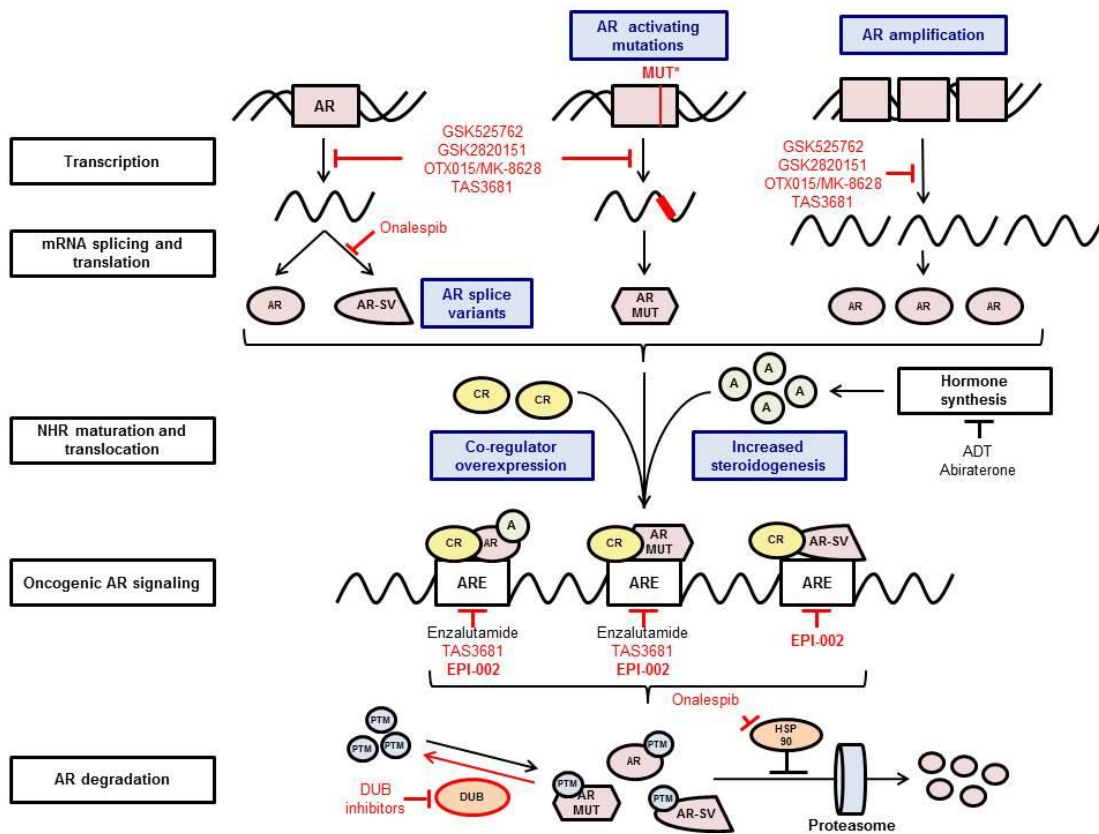 AR activating
mutations
AR amplification
MUT*
AR
Transcription
GSK525762
GSK2820151
OTX015/MK-8628
TAS3681
GSK525762
GSK2820151
OTX015/MK-8628
TAS3681
mRNA splicing and
translation
Onalespib
AR
AR-SV
AR splice
variants
AR
MUT
AR
AR
AR
NHR maturation and
translocation
CR
CR
A
A
A
A
Hormone
synthesis
Co-regulator
overexpression
Increased
steroidogenesis
ADT
Abiraterone
Oncogenic AR signaling
CR
AR
A
ARE
CR
AR
MUT
ARE
CR
AR-SV
ARE
Enzalutamide
TAS3681
EPI-002
Enzalutamide
TAS3681
EPI-002
EPI-002
AR degradation
PTM
PTM
PTM
DUB
inhibitors
DUB
PTM
AR
PTM
AR
MUT
PTM
AR-SV
Onalespib
HSP
90
Proteasome